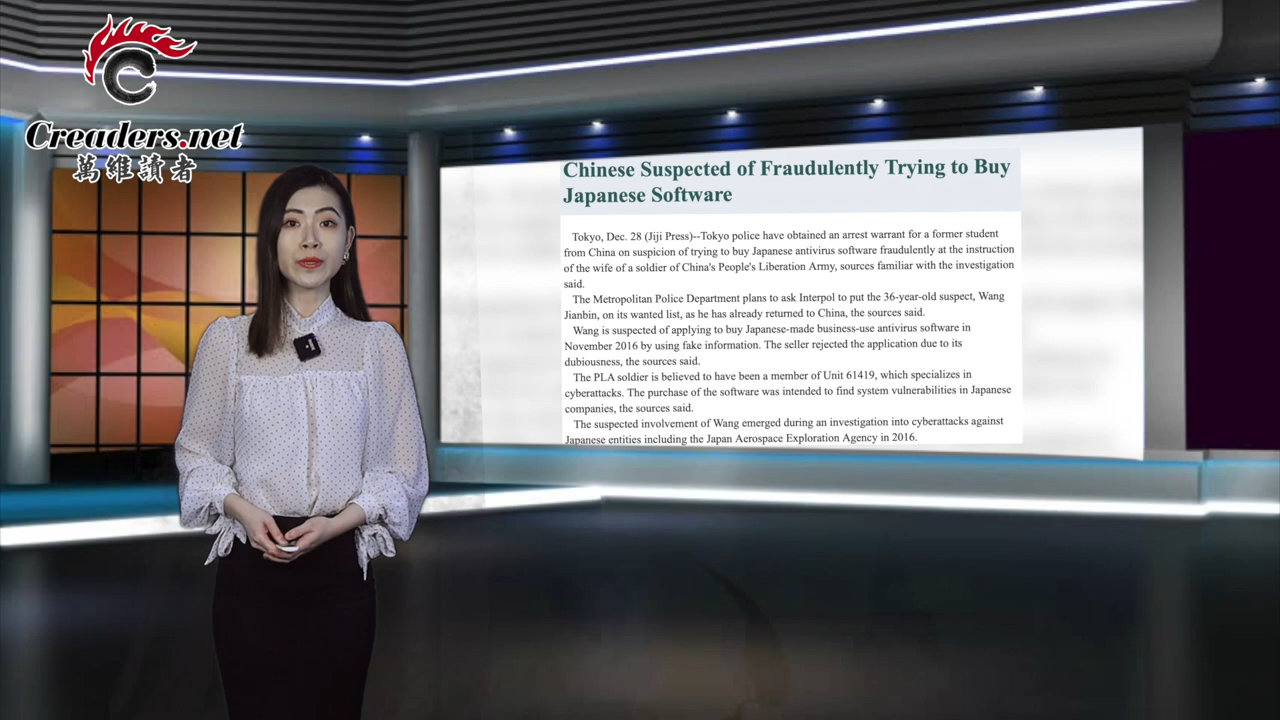 Creaders.net
萬維讀者
Chinese Suspected of Fraudulently Trying to Buy
Japanese Software
Tokyo, Dec. 28 (Jiji Press)--Tokyo police have obtained an arrest warrant for a former student
from China on suspicion of trying to buy Japanese antivirus software fraudulently at the instruction
of the wife of a soldier of China's People's Liberation Army, sources familiar with the investigation
said.
The Metropolitan Police Department plans to ask Interpol to put the 36-year-old suspect, Wang
Jianbin, on its wanted list, as he has already returned to China, the sources said.
Wang is suspected of applying to buy Japanese-made business-use antivirus software in
November 2016 by using fake information. The seller rejected the application due to its
dubiousness, the sources said.
The PLA soldier is believed to have been a member of Unit 61419, which specializes in
cyberattacks. The purchase of the software was intended to find system vulnerabilities in Japanese
companies, the sources said.
The suspected involvement of Wang emerged during an investigation into cyberattacks against
Japanese entities including the Japan Aerospace Exploration Agency in 2016.